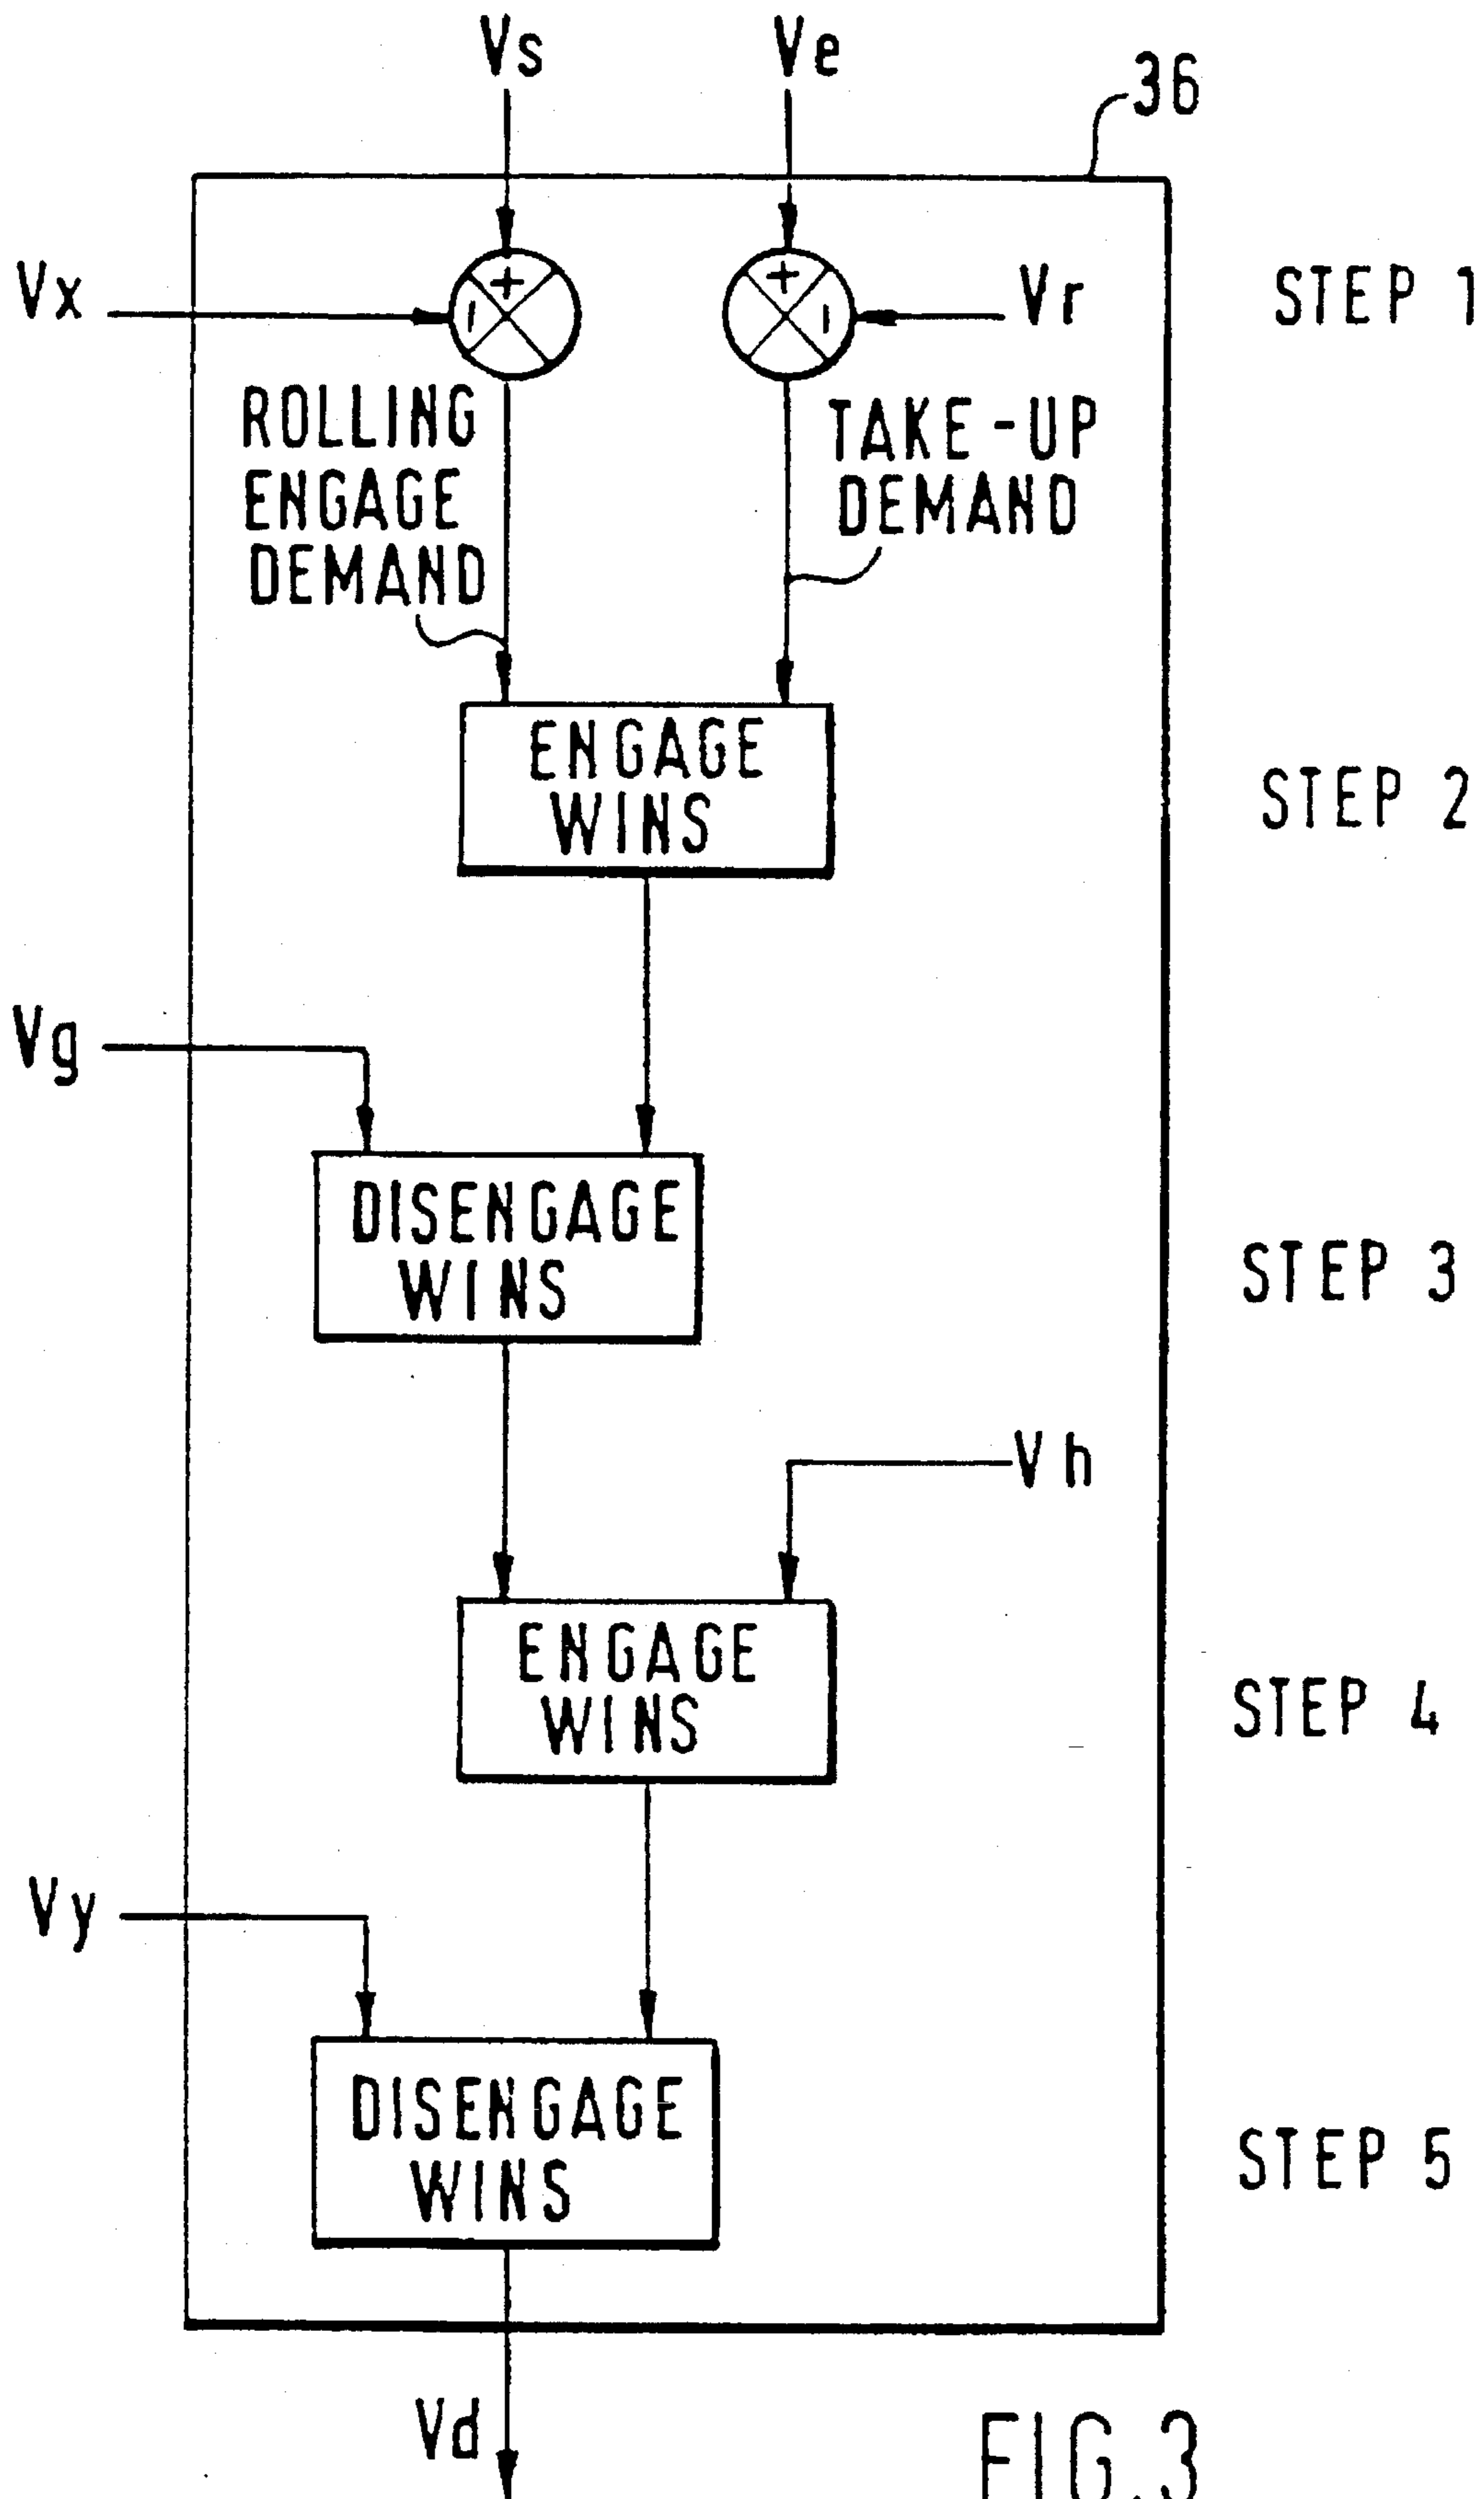 Vs
Ve
36
Vx
+
-
+
-
Vr
STEP 1
ROLLING
ENGAGE
DEMAND
TAKE-UP
DEMAND
ENGAGE
WINS
STEP 2
Vg
DISENGAGE
WINS
STEP 3
Vh
ENGAGE
WINS
STEP 4
Vy
DISENGAGE
WINS
STEP 5
Vd
FIG.3